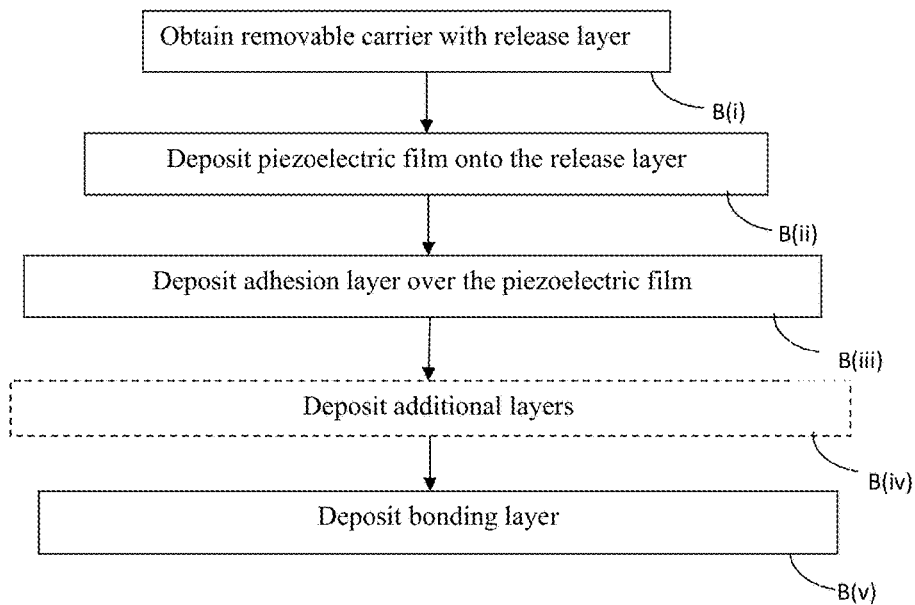 Obtain removable carrier with release layer
B(i)
Deposit piezoelectric film onto the release layer
B(ii)
Deposit adhesion layer over the piezoelectric film
B(iii)
Deposit additional layers
B(iv)
Deposit bonding layer
B(v)